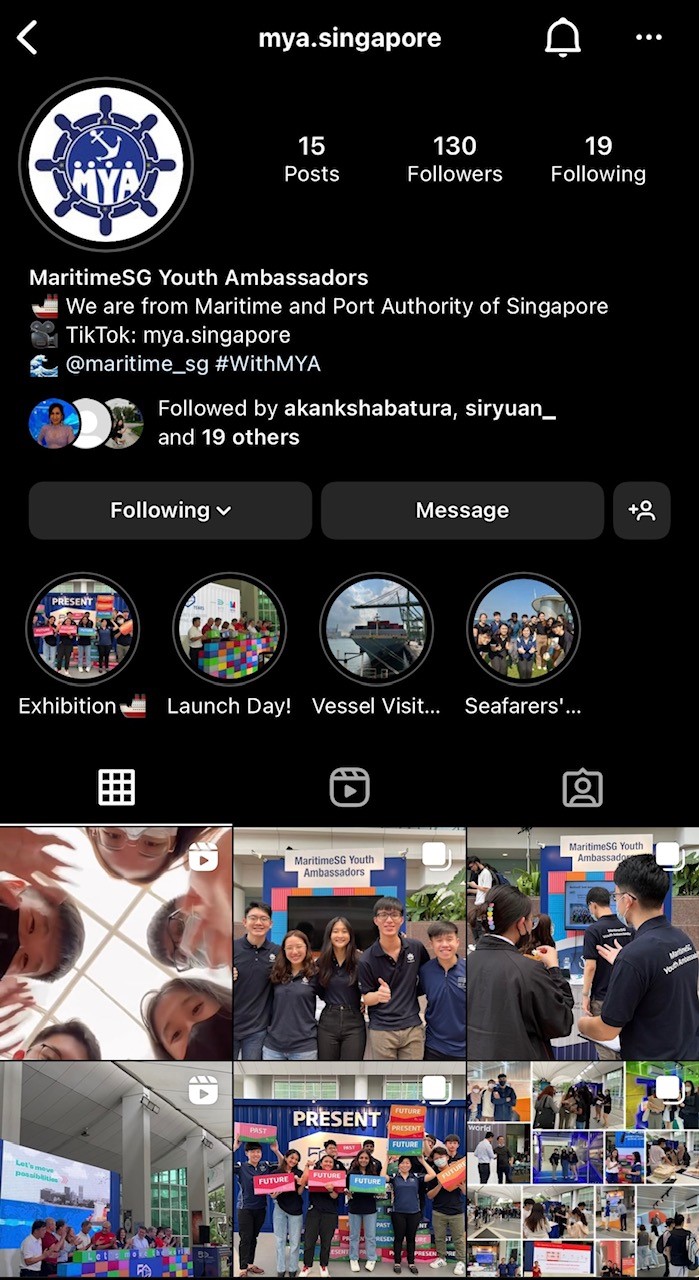 mya.singapore
MYA
15
Posts
130
Followers
19
Following
MaritimeSG Youth Ambassadors
🚢 We are from Maritime and Port Authority of Singapore
🎥 TikTok: mya.singapore
🌊 @maritime_sg #WithMYA
Followed by akankshabatura, siryuan_
and 19 others
Following
Message
PRESENT
Exhibition🚢
Launch Day!
Vessel Visit...
Seafarers'...
MaritimeSG Youth
Ambassadors
MaritimeSG Youth
Ambassadors
MaritimeSG
Youth Ambassadors
Let's move
possibilities
PRESENT
PAST
FUTURE
PRESENT
FUTURE
FUTURE
FUTURE
FUTURE
FUTURE
PAST
PRESENT
PRESENT
world